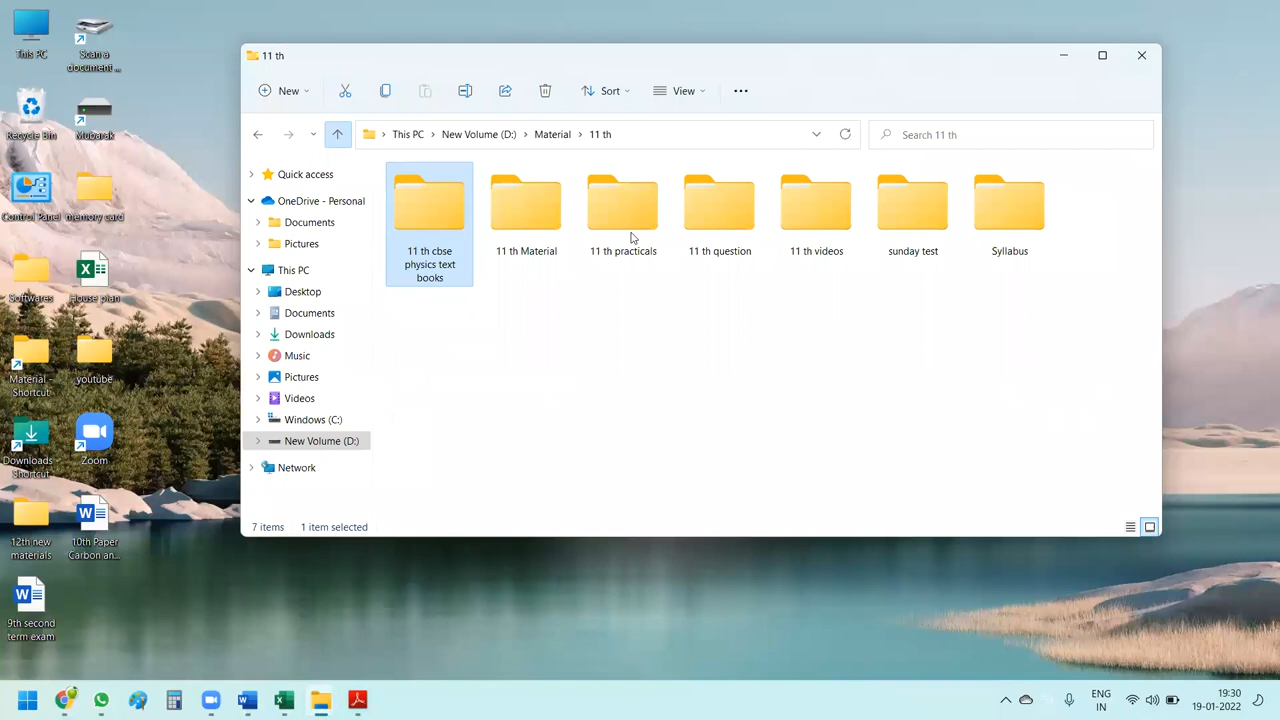 This PC
Scan a
document ...
Recycle Bin
Mubarak
Control Panel
memory card
Softwares
House plan
Material -
Shortcut
youtube
Downloads -
Shortcut
Zoom
12th new
materials
10th Paper
Carbon an...
9th second
term exam
11 th
New
Sort
View
This PC
New Volume (D:)
Material
11 th
Search 11 th
Quick access
OneDrive - Personal
Documents
Pictures
This PC
Desktop
Documents
Downloads
Music
Pictures
Videos
Windows (C:)
New Volume (D:)
Network
11 th cbse
physics text
books
11 th Material
11 th practicals
11 th question
11 th videos
sunday test
Syllabus
7 items
1 item selected
ENG
IN
19:30
19-01-2022